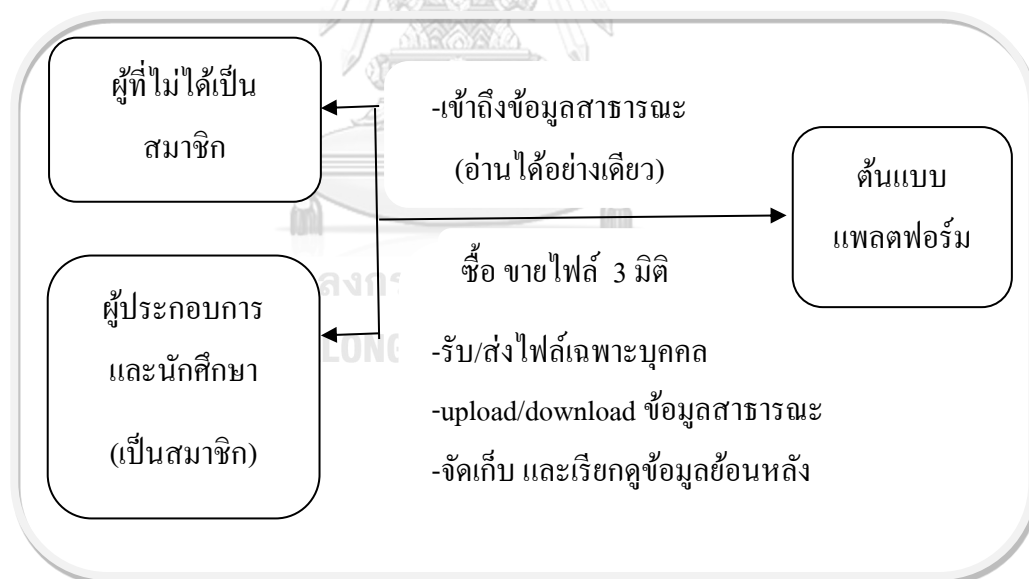 ผู้ที่ไม่ได้เป็น
สมาชิก
-เข้าถึงข้อมูลสาธารณะ
(อ่านได้อย่างเดียว)
ต้นแบบ
แพลตฟอร์ม
ซื้อ ขายไฟล์ 3 มิติ
ผู้ประกอบการ
และนักศึกษา
(เป็นสมาชิก)
-รับ/ส่งไฟล์เฉพาะบุคคล
-upload/download ข้อมูลสาธารณะ
-จัดเก็บ และเรียกดูข้อมูลย้อนหลัง